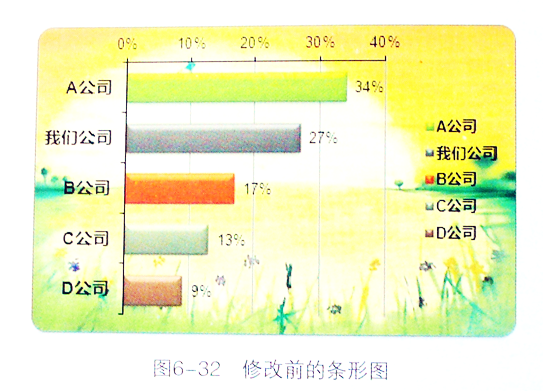 0% 10% 20% 30% 40%
A公司 34%
我们公司 27%
B公司 17%
C公司 13%
D公司 9%
A公司
我们公司
B公司
C公司
D公司
图6-32 修改前的条形图